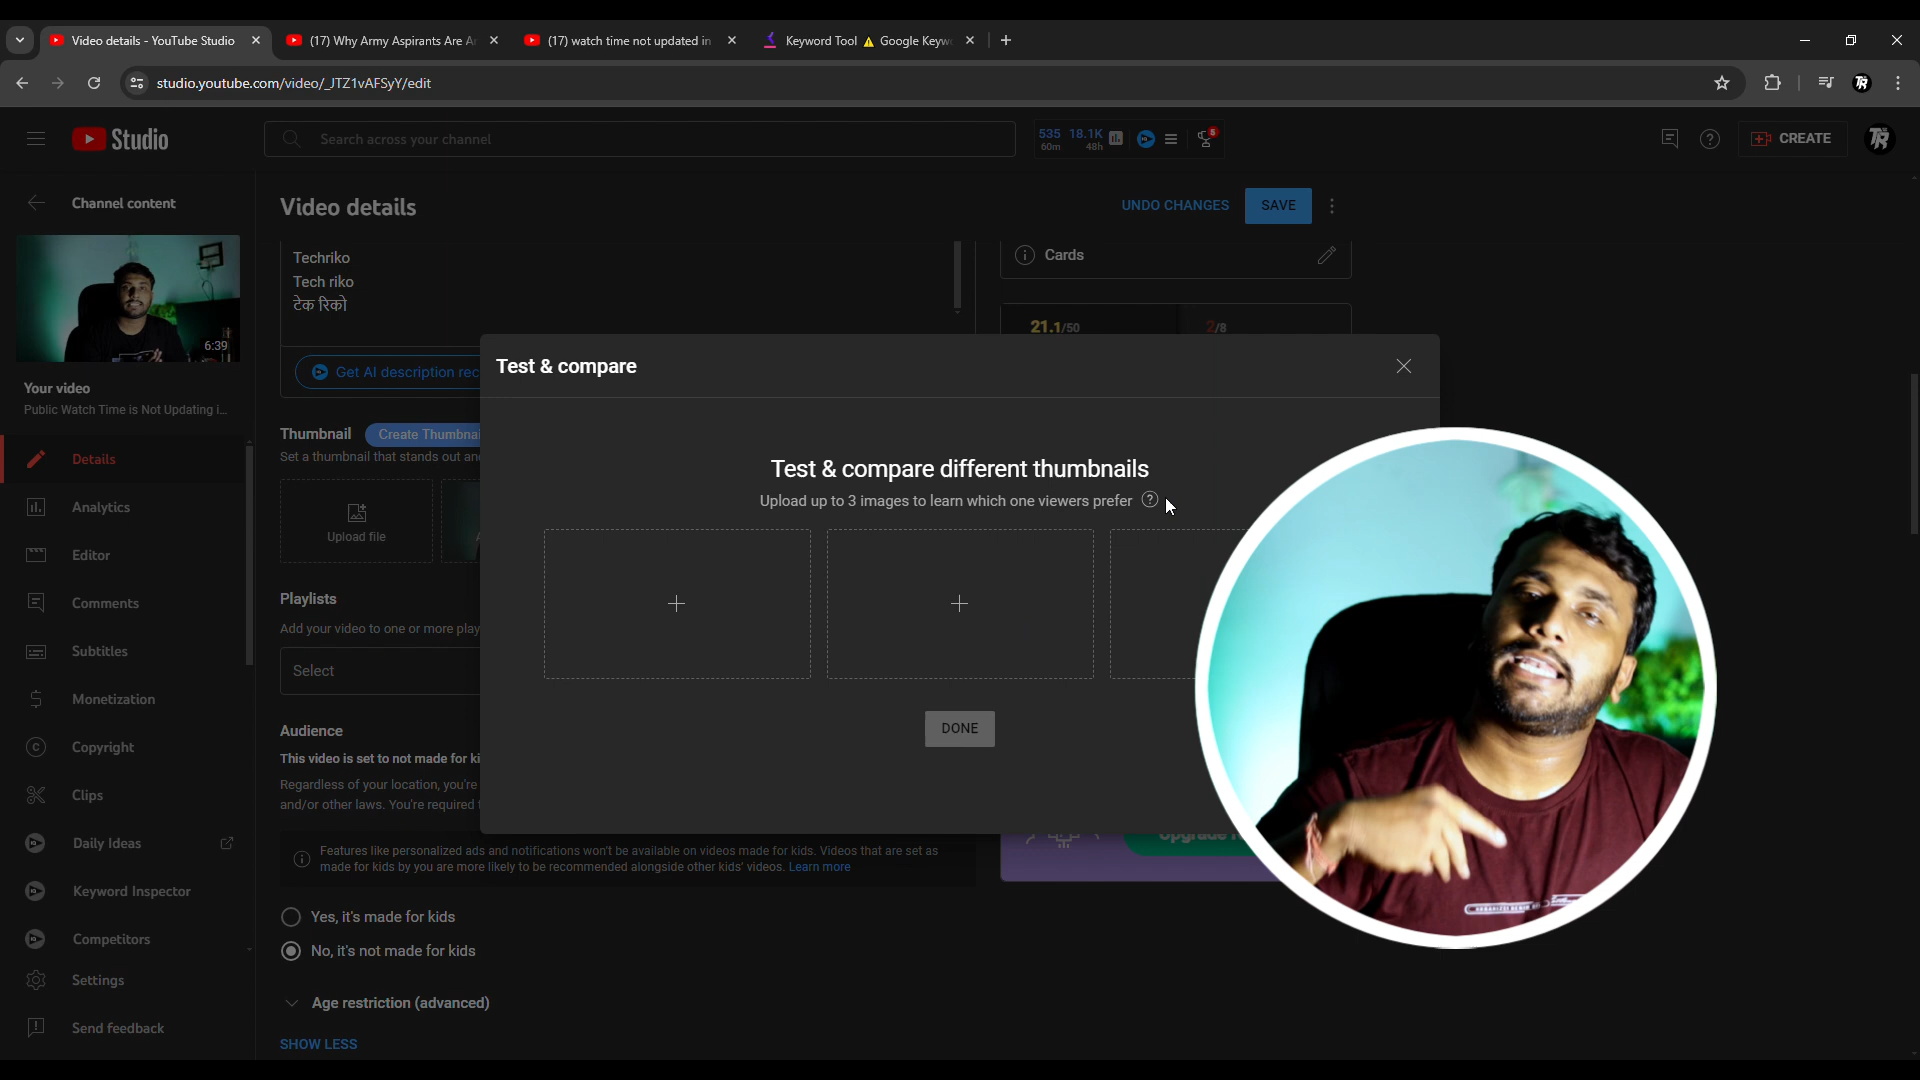 Video details - YouTube Studio
(17) Why Army Aspirants Are A
(17) watch time not updated in
Keyword Tool ⚠ Google Keyw
studio.youtube.com/video/_JTZ1vAFSyY/edit
TR
Studio
Search across your channel
535 18.1K
60m 48h
IQ
5
CREATE
TR
Channel content
Video details
UNDO CHANGES
SAVE
Techriko
Tech riko
टेक रिको
Cards
21.1/50
2/8
6:39
Your video
Public Watch Time is Not Updating i...
Get AI description rec
Test & compare
Thumbnail
Create Thumbnai
Set a thumbnail that stands out an
Upload file
Test & compare different thumbnails
Upload up to 3 images to learn which one viewers prefer
DONE
Details
Analytics
Editor
Comments
Subtitles
Monetization
Copyright
Clips
Daily Ideas
Keyword Inspector
Competitors
Settings
Send feedback
Playlists
Add your video to one or more play
Select
Audience
This video is set to not made for ki
Regardless of your location, you're
and/or other laws. You're required
Features like personalized ads and notifications won't be available on videos made for kids. Videos that are set as
made for kids by you are more likely to be recommended alongside other kids' videos. Learn more
Yes, it's made for kids
No, it's not made for kids
Age restriction (advanced)
SHOW LESS